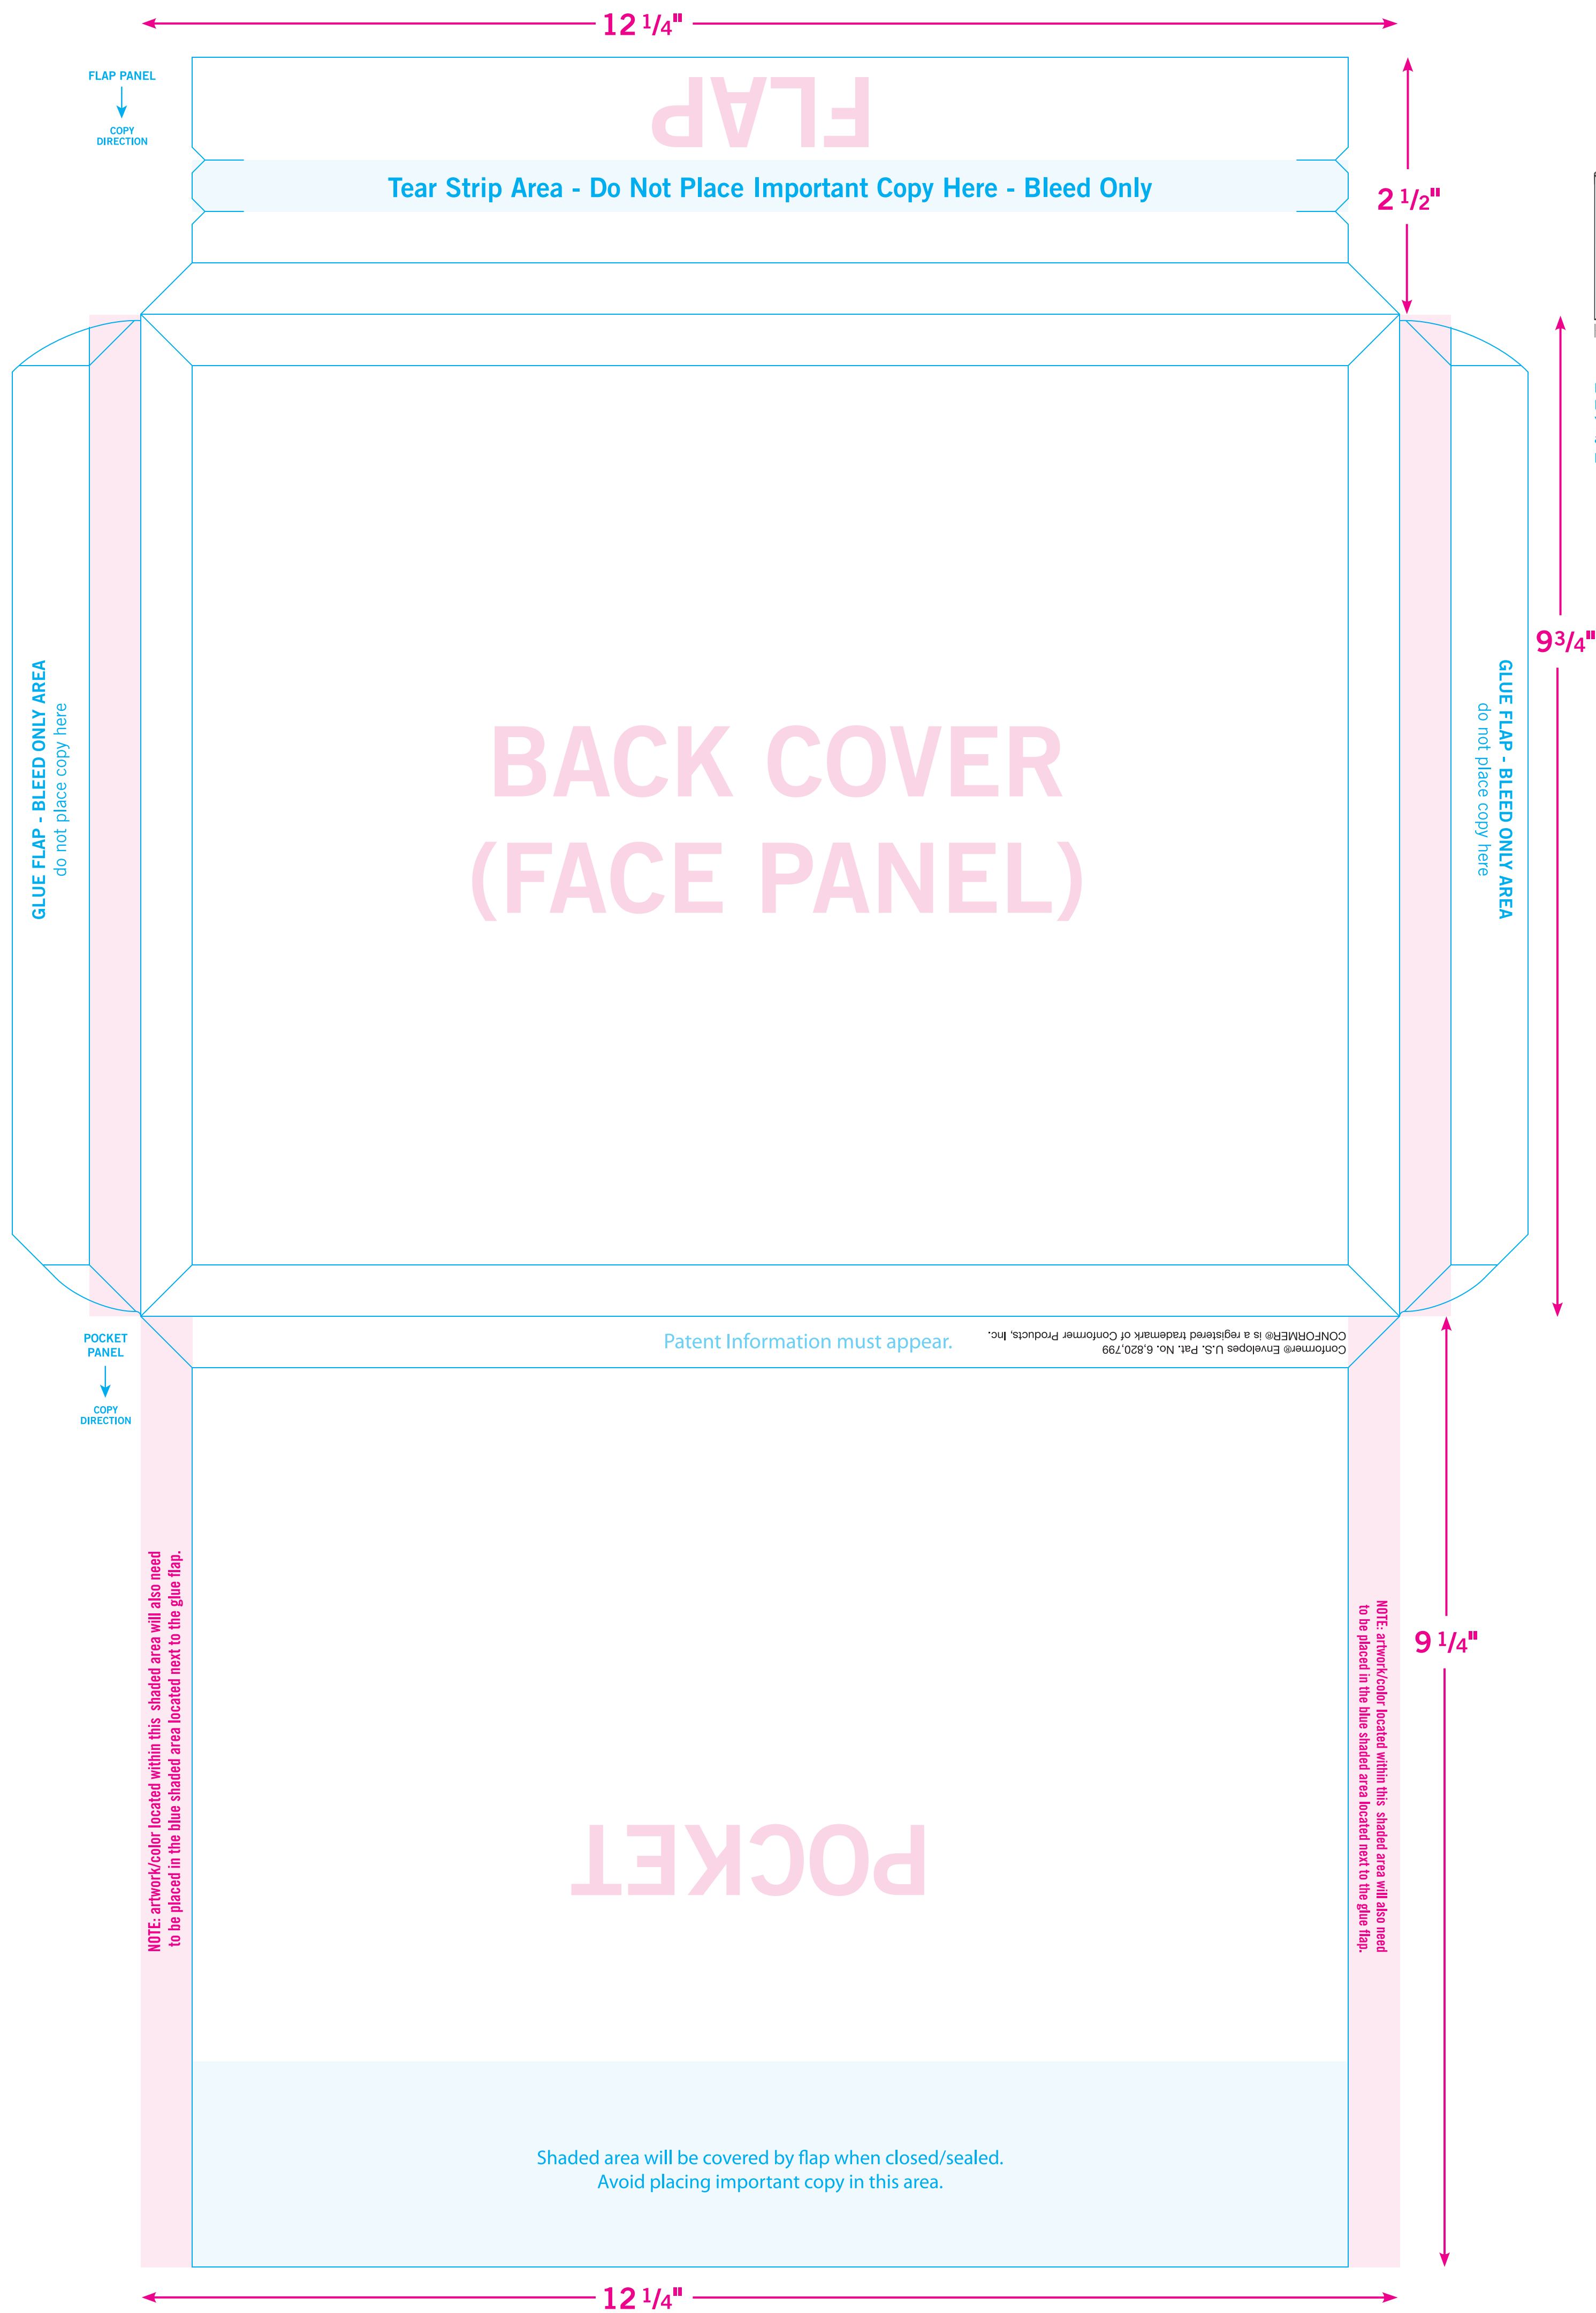 12 1/4"
FLAP PANEL
COPY
DIRECTION
FLAP
Tear Strip Area - Do Not Place Important Copy Here - Bleed Only
2 1/2"
GLUE FLAP - BLEED ONLY AREA
do not place copy here
BACK COVER
(FACE PANEL)
GLUE FLAP - BLEED ONLY AREA
do not place copy here
9 3/4"
POCKET
PANEL
COPY
DIRECTION
Patent Information must appear.
Conformer® Envelopes U.S. Pat. No. 6,820,799
CONFORMER® is a registered trademark of Conformer Products, Inc.
NOTE: artwork/color located within this shaded area will also need
to be placed in the blue shaded area located next to the glue flap.
NOTE: artwork/color located within this shaded area will also need
to be placed in the blue shaded area located next to the glue flap.
9 1/4"
POCKET
Shaded area will be covered by flap when closed/sealed.
Avoid placing important copy in this area.
12 1/4"